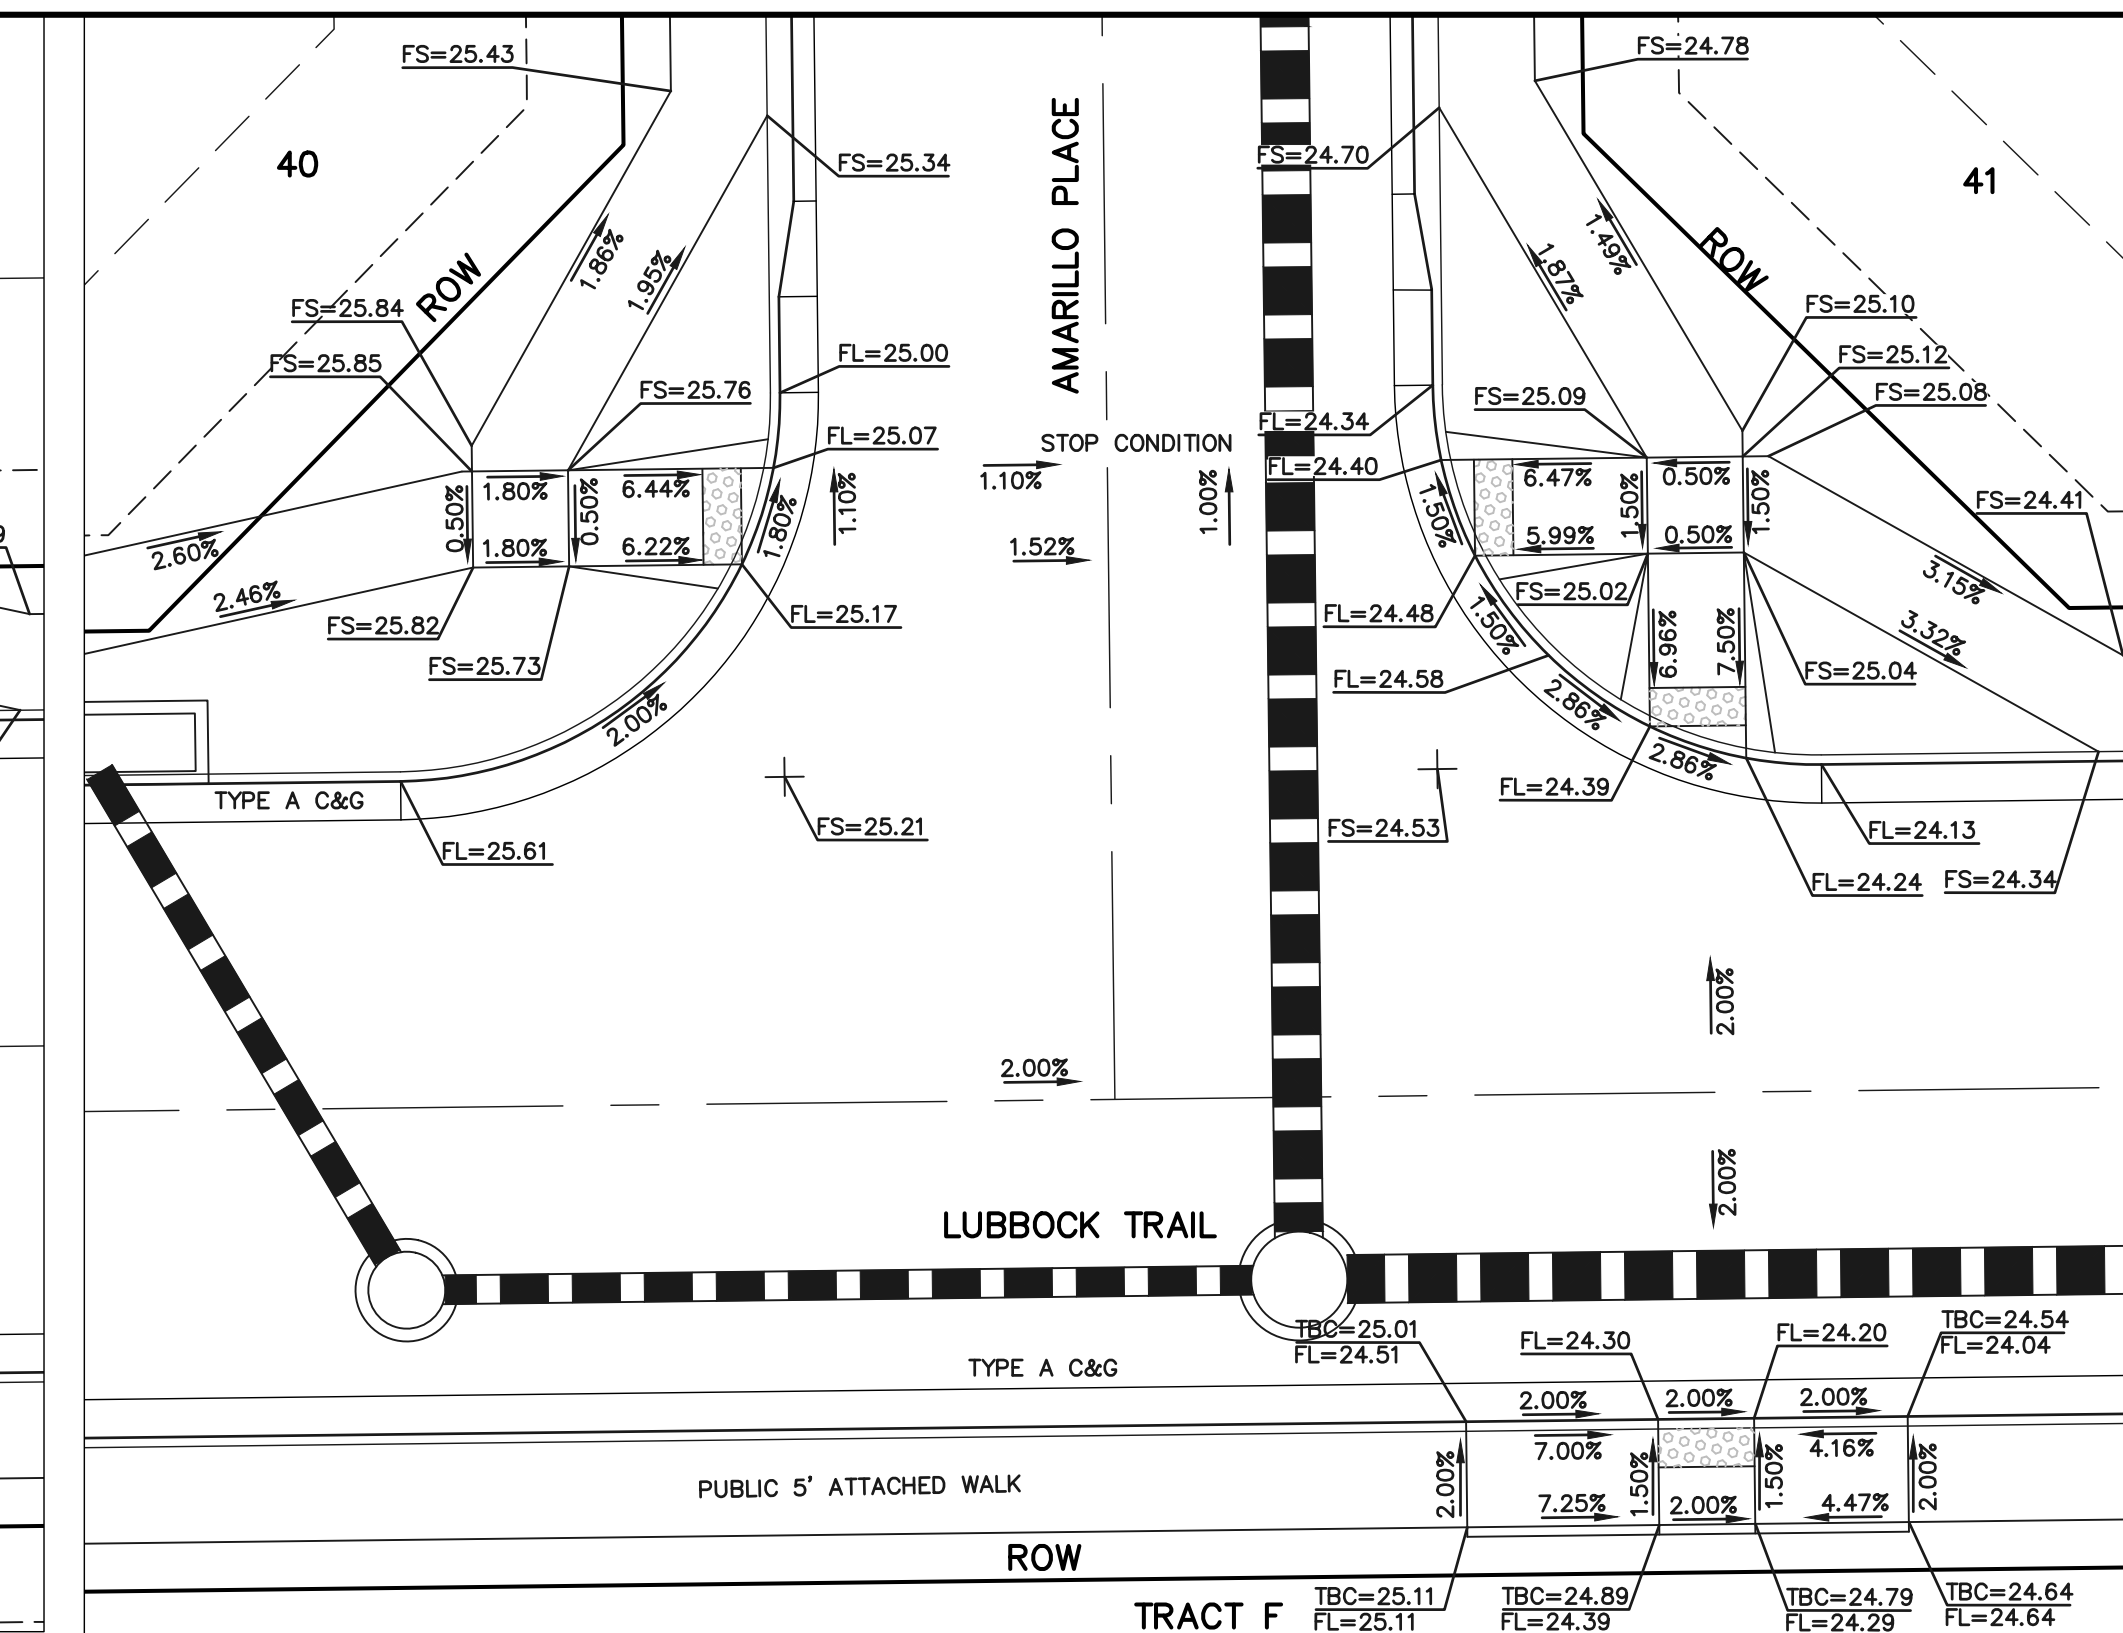 FS=25.43
FS=24.78
40
FS=25.34
AMARILLO PLACE
FS=24.70
41
ROW
1.86%
1.95%
1.87%
1.49%
ROW
FS=25.84
FS=25.10
FS=25.85
FL=25.00
FS=25.12
FS=25.76
FS=25.09
FS=25.08
FL=25.07
STOP CONDITION
FL=24.34
FL=24.40
1.80%
6.44%
1.10%
1.10%
1.00%
6.47%
0.50%
FS=24.41
0.50%
0.50%
1.80%
1.50%
1.50%
1.50%
9
2.60%
1.80%
6.22%
1.52%
5.99%
0.50%
3.15%
2.46%
FS=25.82
FL=25.17
FL=24.48
1.50%
FS=25.02
6.96%
7.50%
3.32%
FS=25.73
FL=24.58
FS=25.04
2.00%
2.86%
2.86%
TYPE A C&G
FL=24.39
FL=25.61
FS=25.21
FS=24.53
FL=24.13
FL=24.24
FS=24.34
2.00%
2.00%
2.00%
LUBBOCK TRAIL
TYPE A C&G
TBC=25.01
FL=24.51
FL=24.30
FL=24.20
TBC=24.54
FL=24.04
2.00%
2.00%
2.00%
7.00%
4.16%
PUBLIC 5' ATTACHED WALK
2.00%
1.50%
1.50%
2.00%
7.25%
2.00%
4.47%
ROW
TRACT F
TBC=25.11
FL=25.11
TBC=24.89
FL=24.39
TBC=24.79
FL=24.29
TBC=24.64
FL=24.64